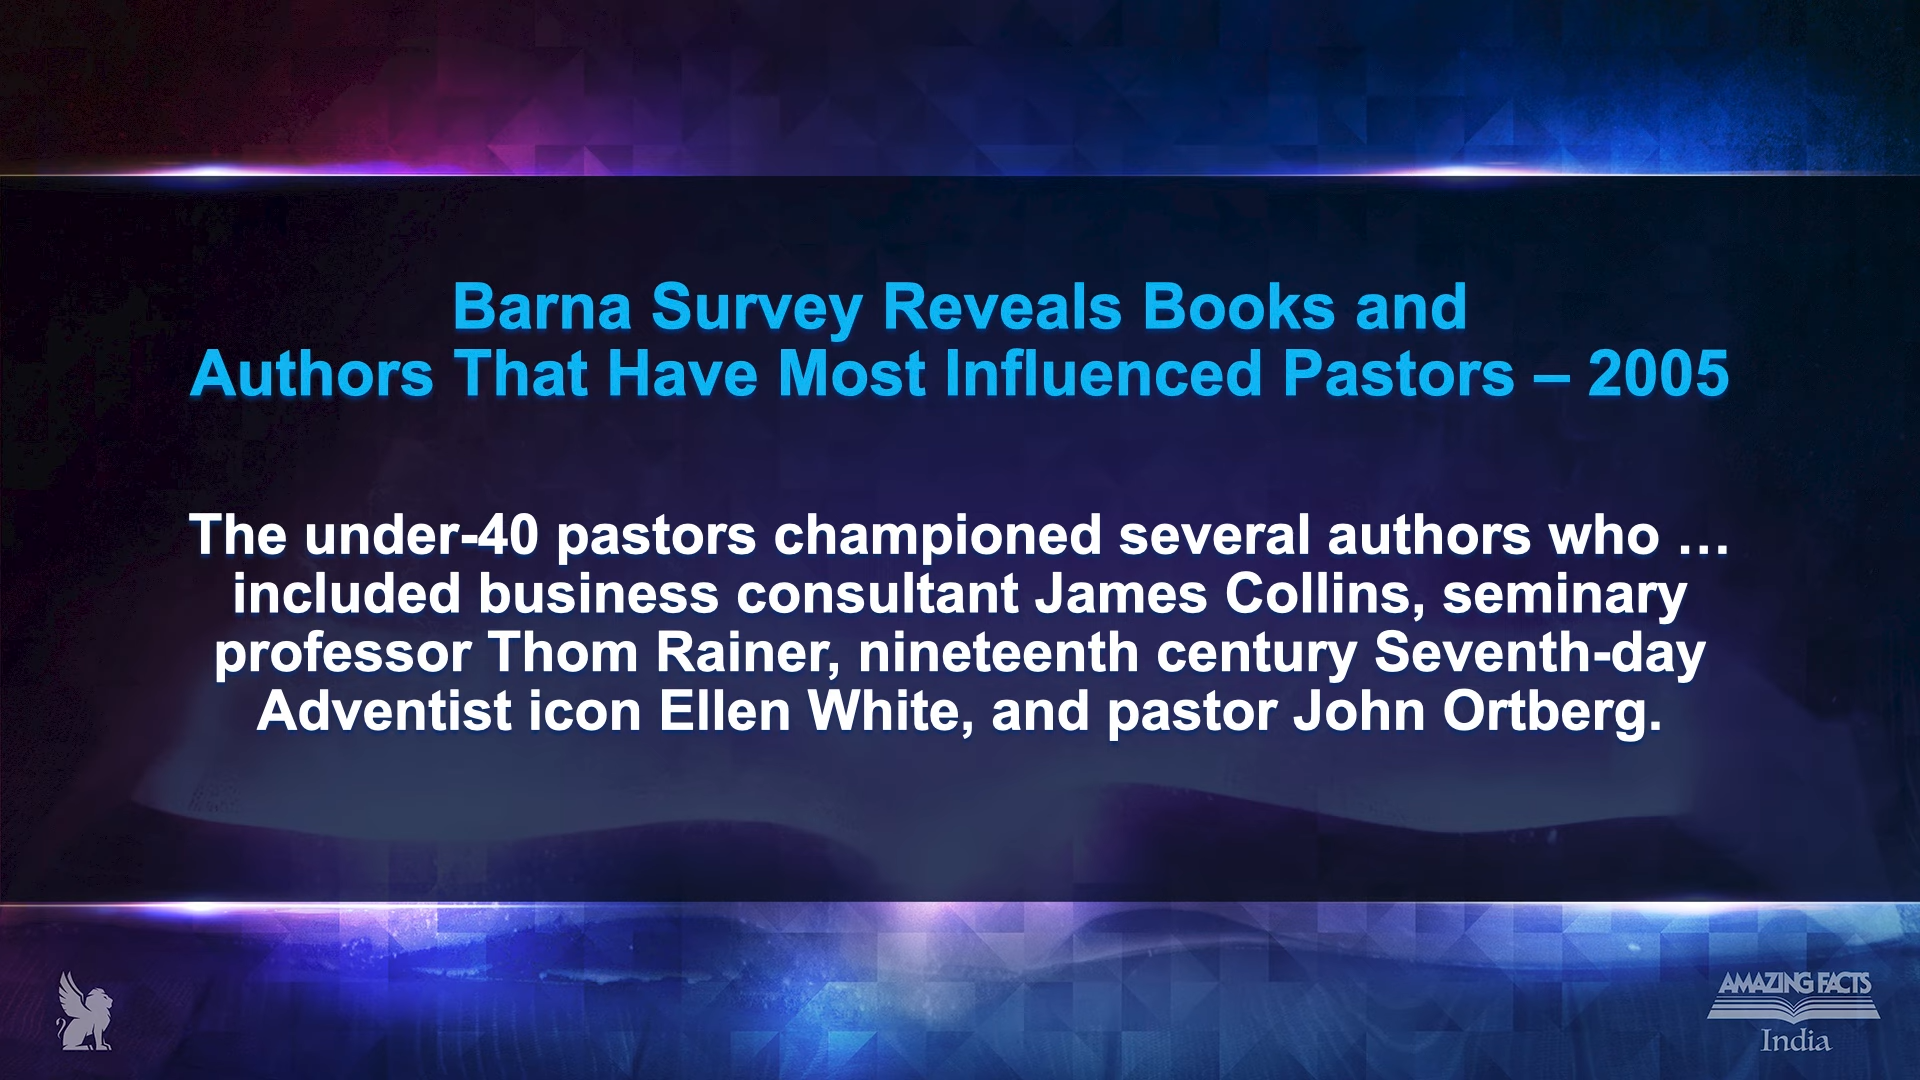 Barna Survey Reveals Books and
Authors That Have Most Influenced Pastors – 2005
The under-40 pastors championed several authors who …
included business consultant James Collins, seminary
professor Thom Rainer, nineteenth century Seventh-day
Adventist icon Ellen White, and pastor John Ortberg.
AMAZING FACTS
India